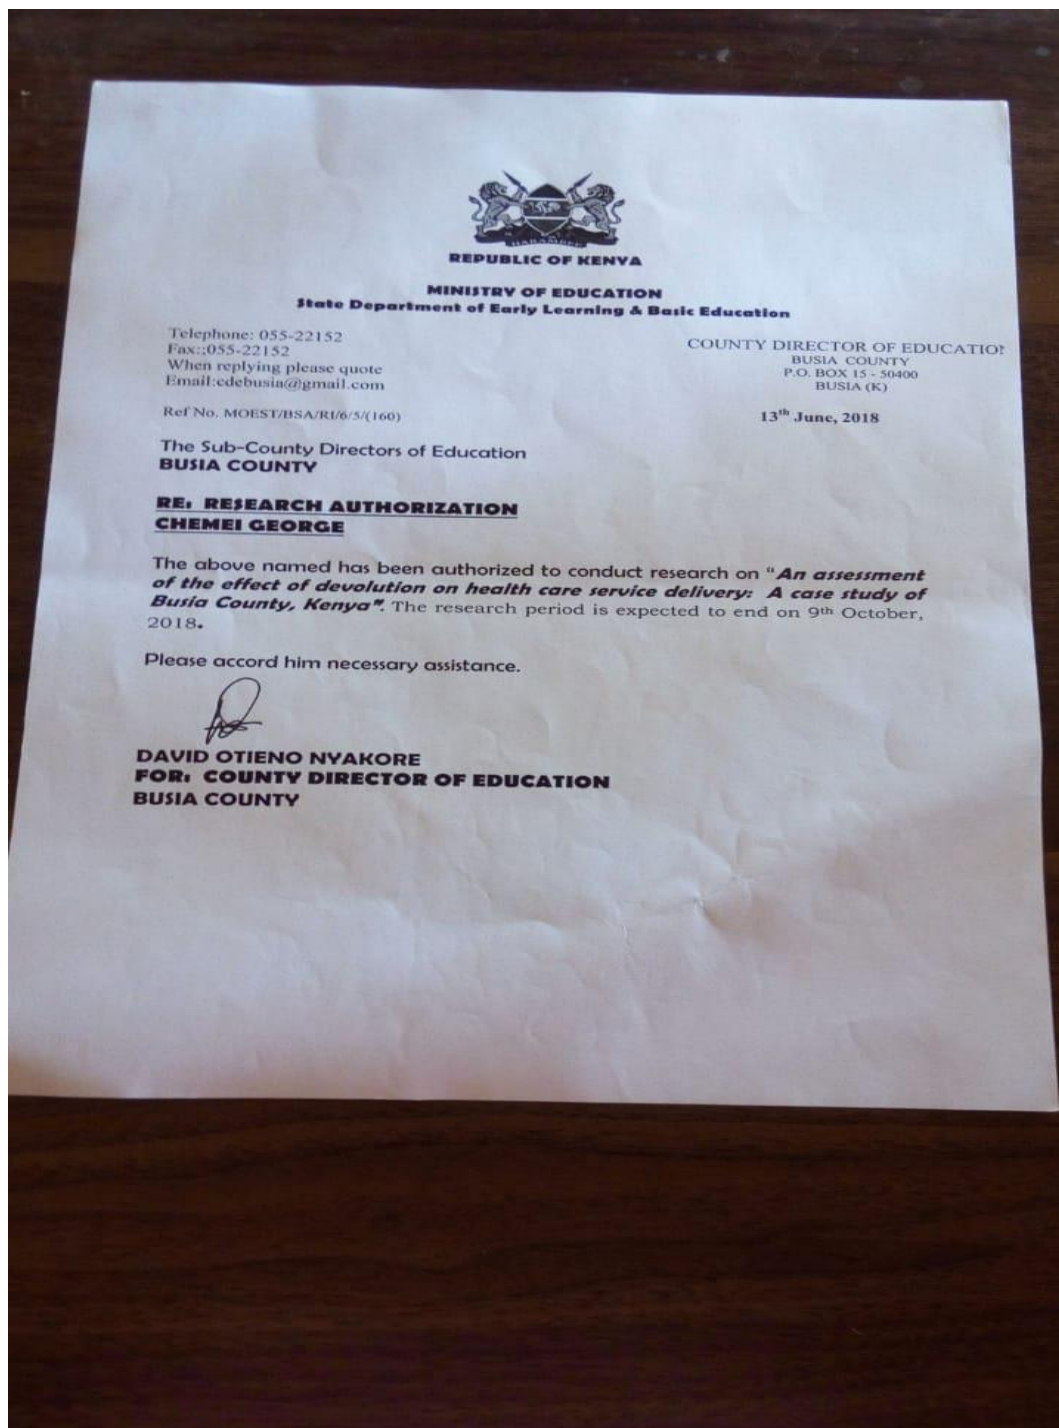 HARAMBEE
REPUBLIC OF KENYA
MINISTRY OF EDUCATION
State Department of Early Learning & Basic Education
Telephone: 055-22152
Fax:;055-22152
When replying please quote
Email:cdebusia@gmail.com
Ref No. MOEST/BSA/RI/6/5/(160)
COUNTY DIRECTOR OF EDUCATION
BUSIA COUNTY
P.O. BOX 15 - 50400
BUSIA (K)
13th June, 2018
The Sub-County Directors of Education
BUSIA COUNTY
RE: RESEARCH AUTHORIZATION
CHEMEI GEORGE
The above named has been authorized to conduct research on "An assessment
of the effect of devolution on health care service delivery: A case study of
Busia County, Kenya". The research period is expected to end on 9th October,
2018.
Please accord him necessary assistance.
DAVID OTIENO NYAKORE
FOR: COUNTY DIRECTOR OF EDUCATION
BUSIA COUNTY